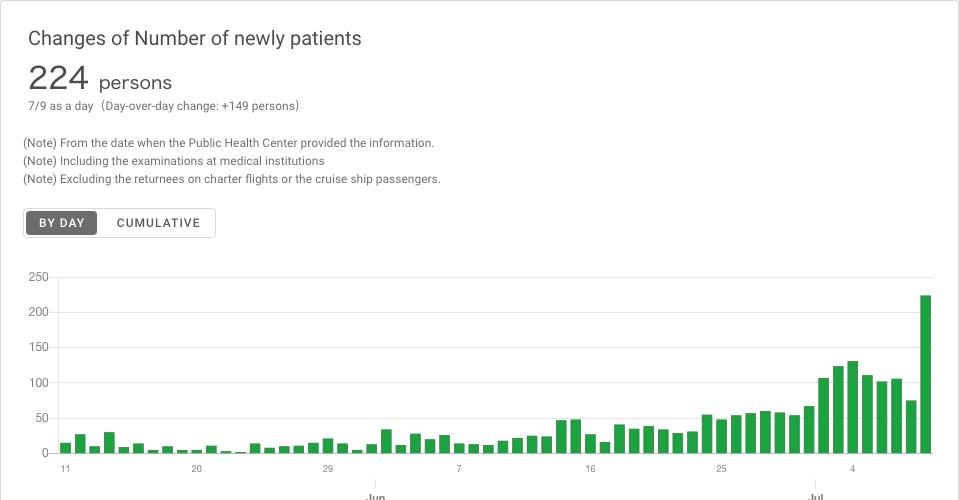 Changes of Number of newly patients
224 persons
7/9 as a day（Day-over-day change: +149 persons）
(Note) From the date when the Public Health Center provided the information.
(Note) Including the examinations at medical institutions
(Note) Excluding the returnees on charter flights or the cruise ship passengers.
BY DAY CUMULATIVE
250
200
150
100
50
0
11 20 29 7 16 25 4
Jun Jul